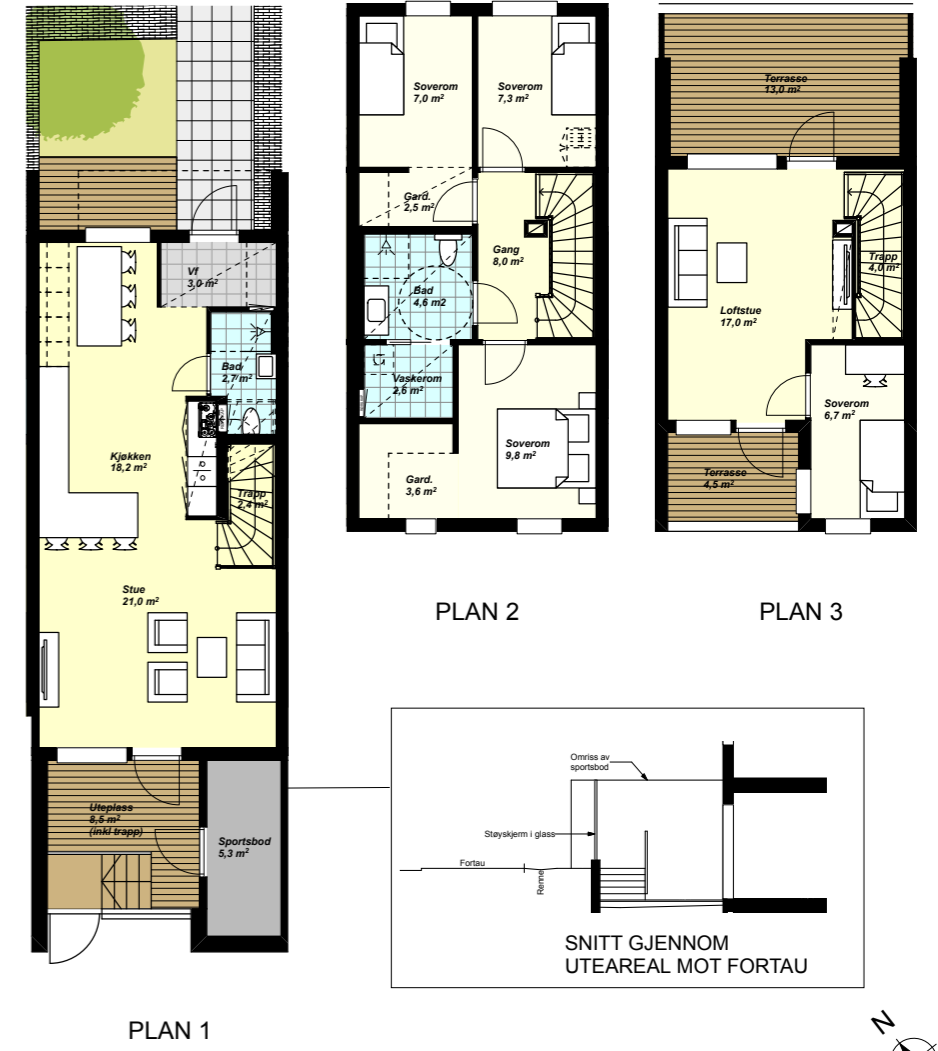 Vf
3,0 m²
Bad
2,7 m²
Kjøkken
18,2 m²
Trapp
2,4 m²
Stue
21,0 m²
Uteplass
8,5 m²
(inkl trapp)
Sportsbod
5,3 m²
PLAN 1
Soverom
7,0 m²
Soverom
7,3 m²
Gard.
2,5 m²
Gang
8,0 m²
Bad
4,6 m2
Vaskerom
2,6 m²
Soverom
9,8 m²
Gard.
3,6 m²
PLAN 2
Terrasse
13,0 m²
Trapp
4,0 m²
Loftstue
17,0 m²
Soverom
6,7 m²
Terrasse
4,5 m²
PLAN 3
Omriss av
sportsbod
Støyskjerm i glass
Fortau
Renne
SNITT GJENNOM
UTEAREAL MOT FORTAU
N